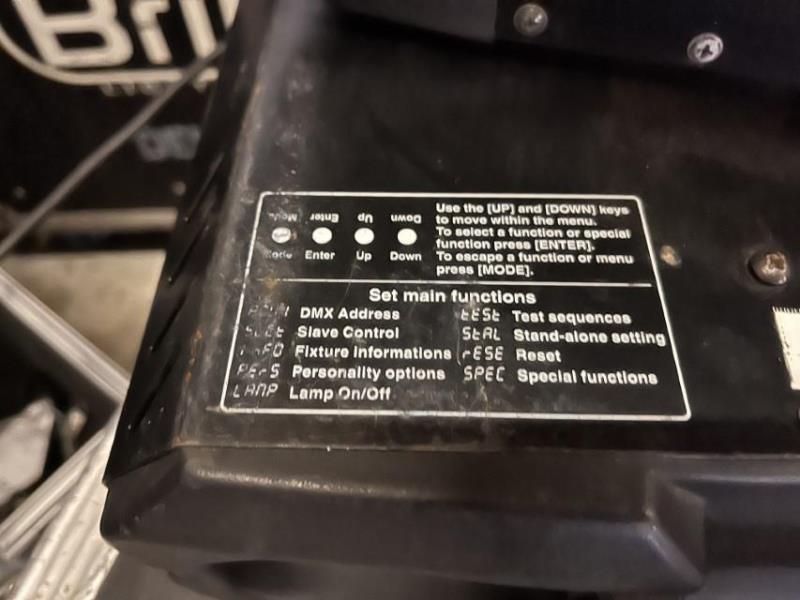 Bri
Mode Enter Up Down
Mode Enter Up Down
Use the [UP] and [DOWN] keys
to move within the menu.
To select a function or special
function press [ENTER].
To escape a function or menu
press [MODE].
Set main functions
DMX Address
Slave Control
Fixture informations
PErS Personality options
LAMP Lamp On/Off
tESt Test sequences
StAL Stand-alone setting
rESE Reset
SPEC Special functions